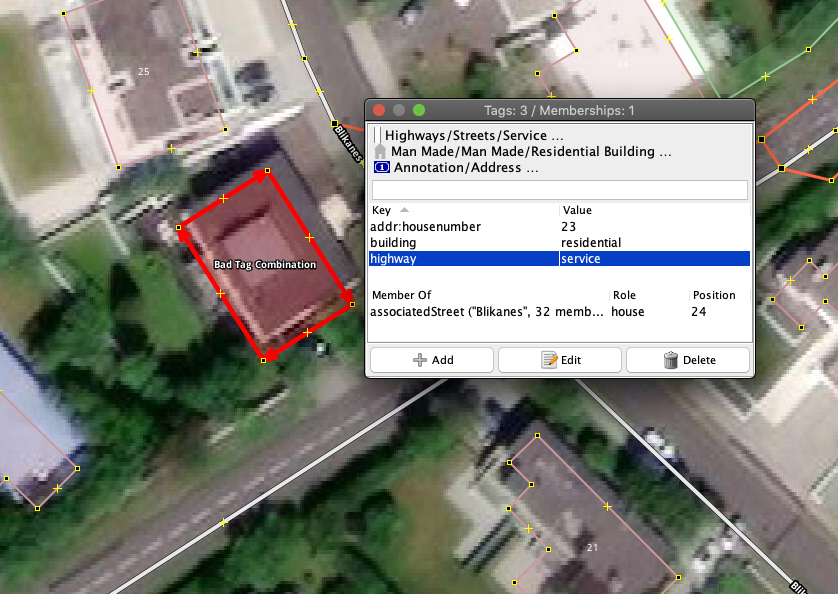 25
24
Blikanes
Tags: 3 / Memberships: 1
Highways/Streets/Service ...
Man Made/Man Made/Residential Building ...
Annotation/Address ...
Key Value
addr:housenumber 23
building residential
highway service
Member Of Role Position
associatedStreet ("Blikanes", 32 memb... house 24
Add Edit Delete
Bad Tag Combination
21
Bli